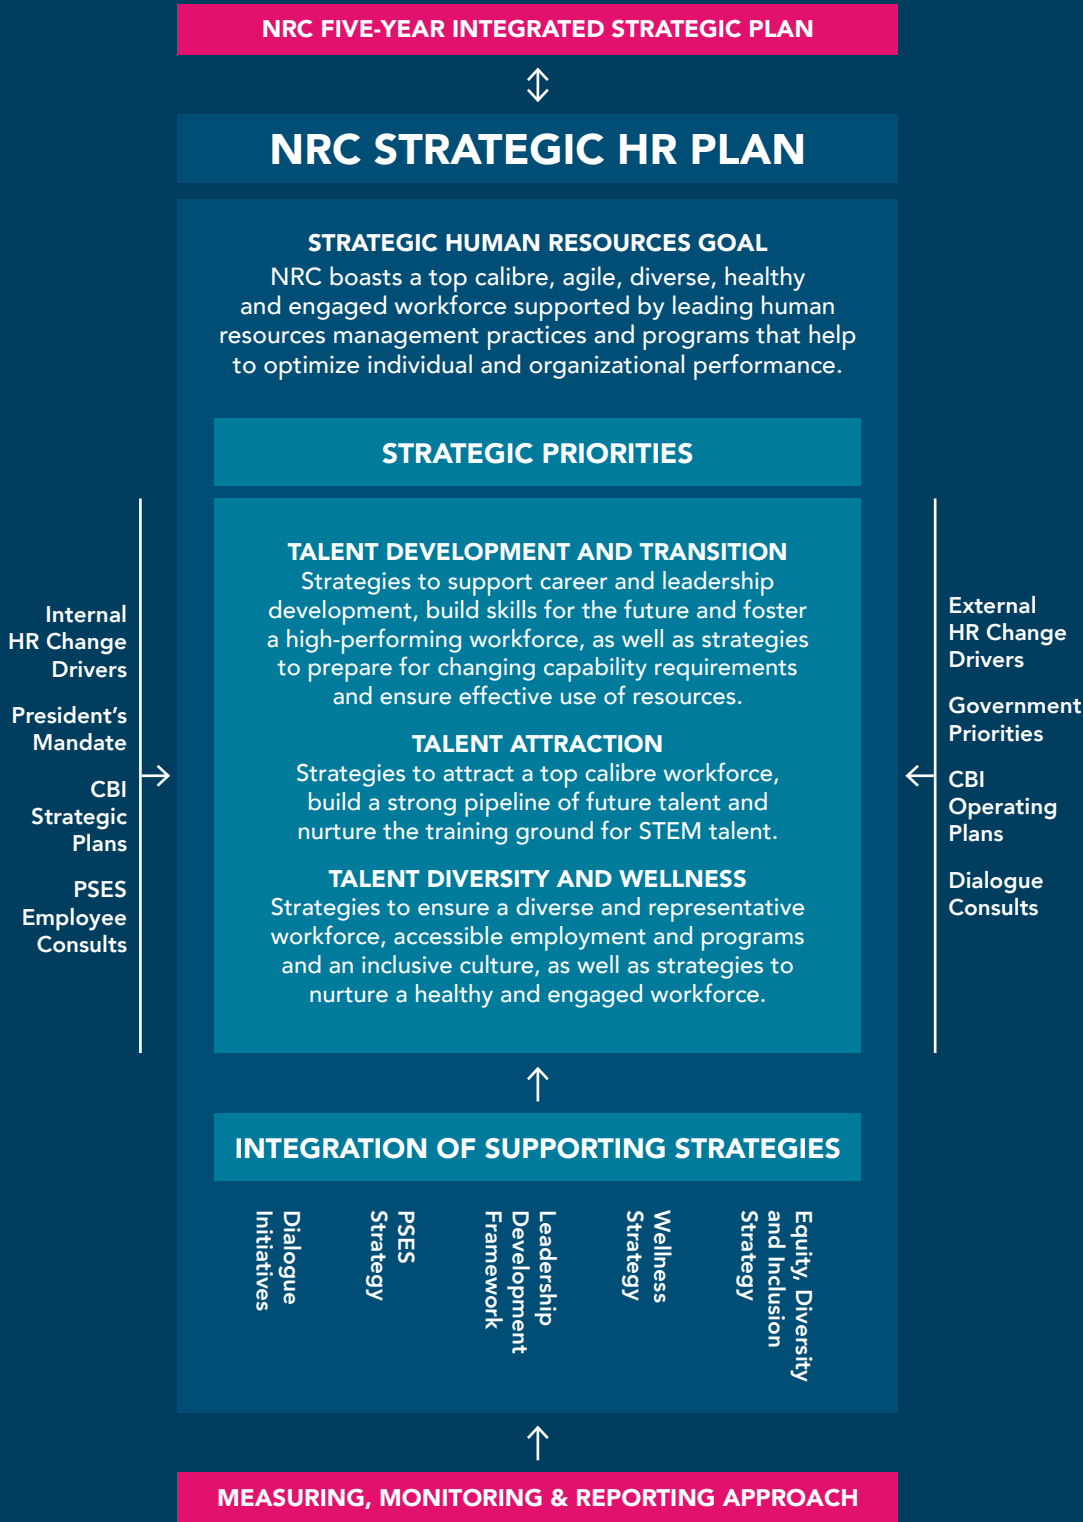 NRC FIVE-YEAR INTEGRATED STRATEGIC PLAN
NRC STRATEGIC HR PLAN
STRATEGIC HUMAN RESOURCES GOAL
NRC boasts a top calibre, agile, diverse, healthy
and engaged workforce supported by leading human
resources management practices and programs that help
to optimize individual and organizational performance.
STRATEGIC PRIORITIES
TALENT DEVELOPMENT AND TRANSITION
Strategies to support career and leadership
development, build skills for the future and foster
a high-performing workforce, as well as strategies
to prepare for changing capability requirements
and ensure effective use of resources.
TALENT ATTRACTION
Strategies to attract a top calibre workforce,
build a strong pipeline of future talent and
nurture the training ground for STEM talent.
TALENT DIVERSITY AND WELLNESS
Strategies to ensure a diverse and representative
workforce, accessible employment and programs
and an inclusive culture, as well as strategies to
nurture a healthy and engaged workforce.
Internal
HR Change
Drivers
President’s
Mandate
CBI
Strategic
Plans
PSES
Employee
Consults
External
HR Change
Drivers
Government
Priorities
CBI
Operating
Plans
Dialogue
Consults
INTEGRATION OF SUPPORTING STRATEGIES
Dialogue
Initiatives
PSES
Strategy
Leadership
Development
Framework
Wellness
Strategy
Equity, Diversity
and Inclusion
Strategy
MEASURING, MONITORING & REPORTING APPROACH